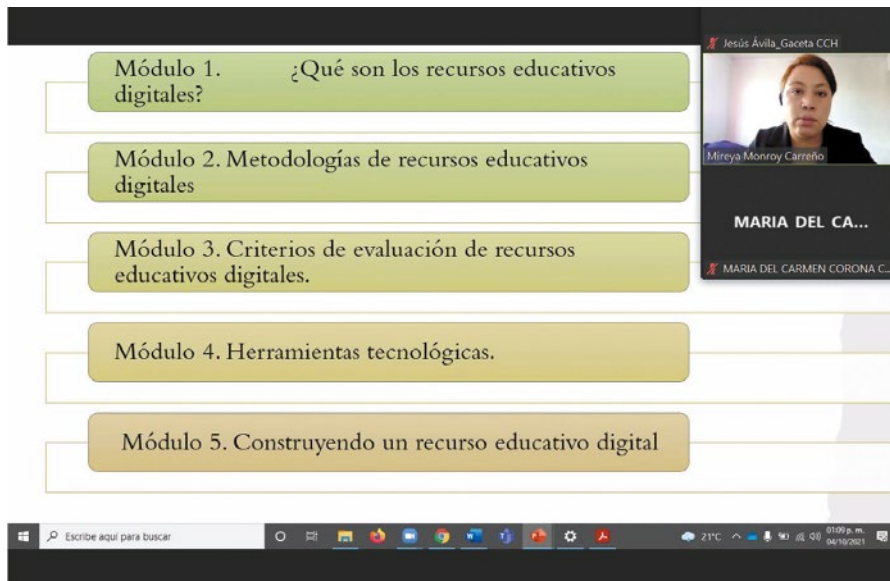 Módulo 1. ¿Qué son los recursos educativos
digitales?
Módulo 2. Metodologías de recursos educativos
digitales
Módulo 3. Criterios de evaluación de recursos
educativos digitales.
Módulo 4. Herramientas tecnológicas.
Módulo 5. Construyendo un recurso educativo digital
Jesús Ávila_Gaceta CCH
Mireya Monroy Carreño
MARIA DEL CA...
MARIA DEL CARMEN CORONA C...
Escribe aquí para buscar
21°C
01:09 p. m.
04/10/2021